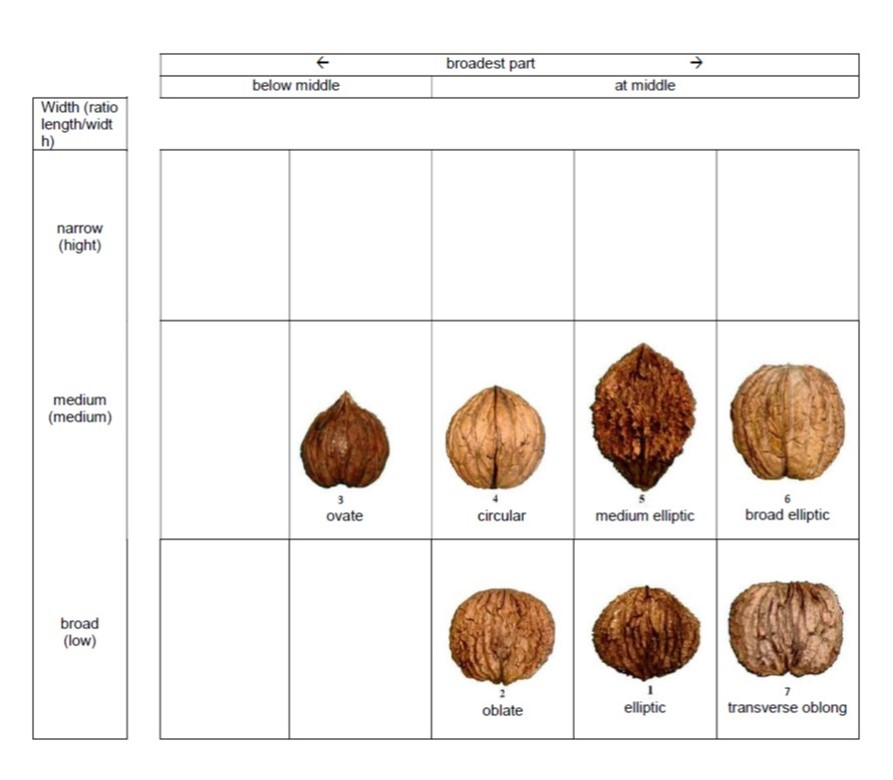 ← broadest part →
below middle at middle
Width (ratio
length/widt
h)
narrow
(hight)
medium
(medium)
3 4 5 6
ovate circular medium elliptic broad elliptic
broad
(low)
2 1 7
oblate elliptic transverse oblong